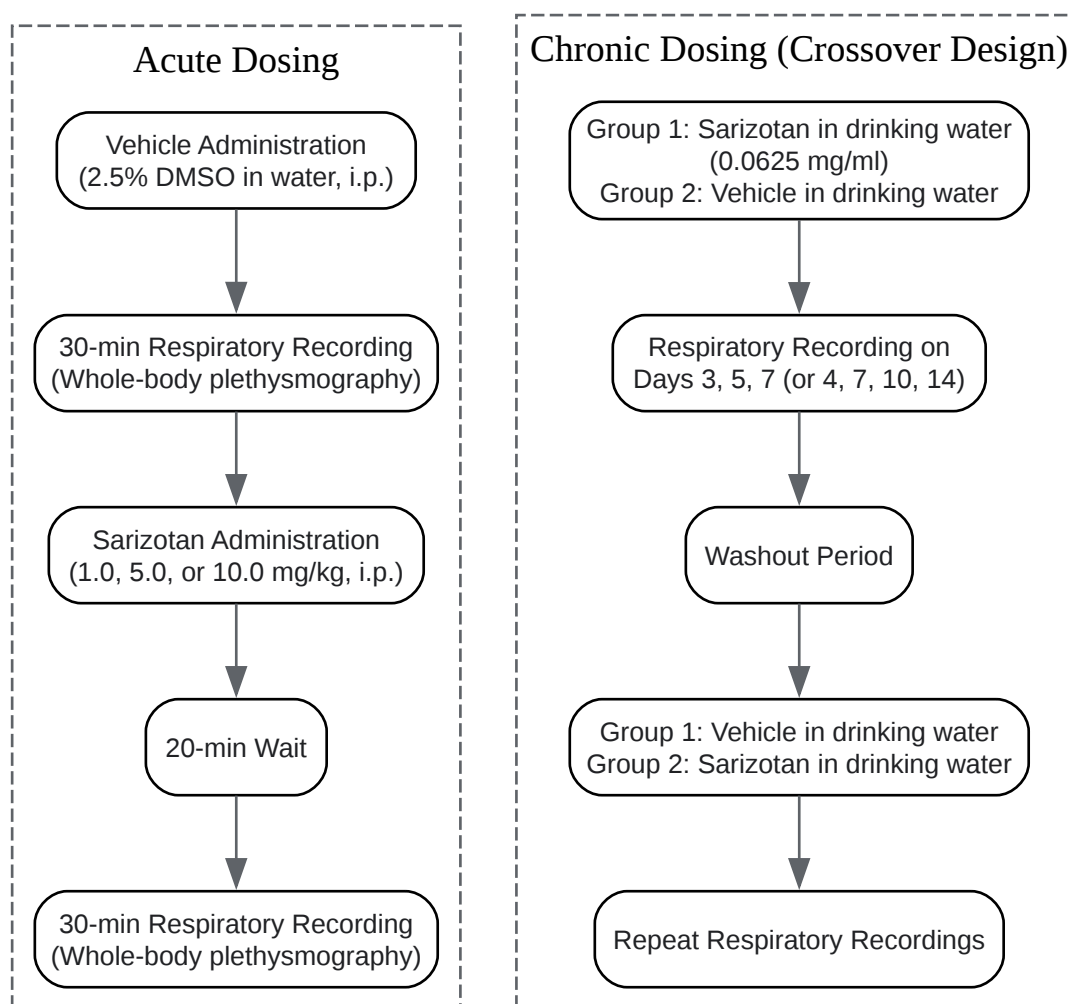 Acute Dosing
Vehicle Administration
(2.5% DMSO in water, i.p.)
30-min Respiratory Recording
(Whole-body plethysmography)
Sarizotan Administration
(1.0, 5.0, or 10.0 mg/kg, i.p.)
20-min Wait
30-min Respiratory Recording
(Whole-body plethysmography)
Chronic Dosing (Crossover Design)
Group 1: Sarizotan in drinking water
(0.0625 mg/ml)
Group 2: Vehicle in drinking water
Respiratory Recording on
Days 3, 5, 7 (or 4, 7, 10, 14)
Washout Period
Group 1: Vehicle in drinking water
Group 2: Sarizotan in drinking water
Repeat Respiratory Recordings